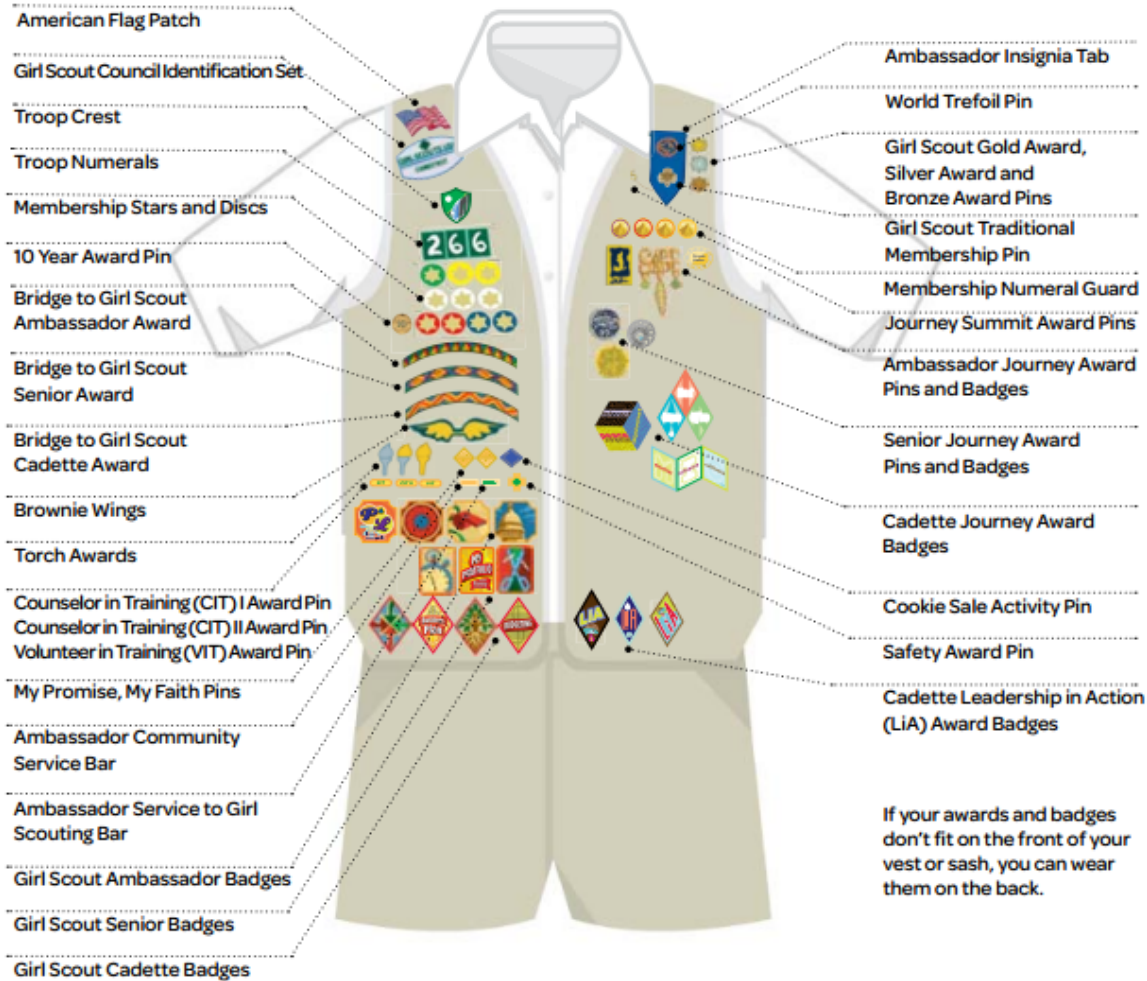 American Flag Patch
Girl Scout Council Identification Set
Troop Crest
Troop Numerals
Membership Stars and Discs
10 Year Award Pin
Bridge to Girl Scout
Ambassador Award
Bridge to Girl Scout
Senior Award
Bridge to Girl Scout
Cadette Award
Brownie Wings
Torch Awards
Counselor in Training (CIT) I Award Pin
Counselor in Training (CIT) II Award Pin
Volunteer in Training (VIT) Award Pin
My Promise, My Faith Pins
Ambassador Community
Service Bar
Ambassador Service to Girl
Scouting Bar
Girl Scout Ambassador Badges
Girl Scout Senior Badges
Girl Scout Cadette Badges
266
LiA
Ambassador Insignia Tab
World Trefoil Pin
Girl Scout Gold Award,
Silver Award and
Bronze Award Pins
Girl Scout Traditional
Membership Pin
Membership Numeral Guard
Journey Summit Award Pins
Ambassador Journey Award
Pins and Badges
Senior Journey Award
Pins and Badges
Cadette Journey Award
Badges
Cookie Sale Activity Pin
Safety Award Pin
Cadette Leadership in Action
(LiA) Award Badges
If your awards and badges
don't fit on the front of your
vest or sash, you can wear
them on the back.